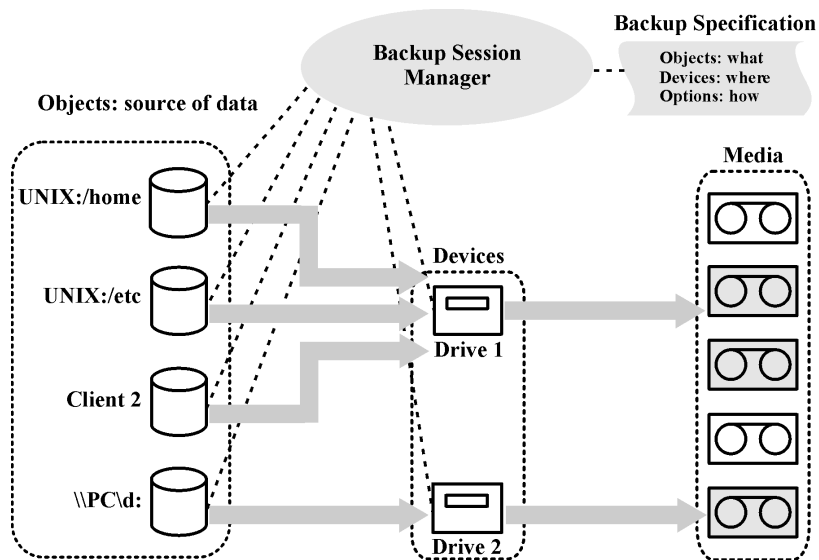 Backup Specification
Objects: what
Devices: where
Options: how
Backup Session
Manager
Objects: source of data
Media
UNIX:/home
Devices
UNIX:/etc
Drive 1
Client 2
\\PC\d:
Drive 2